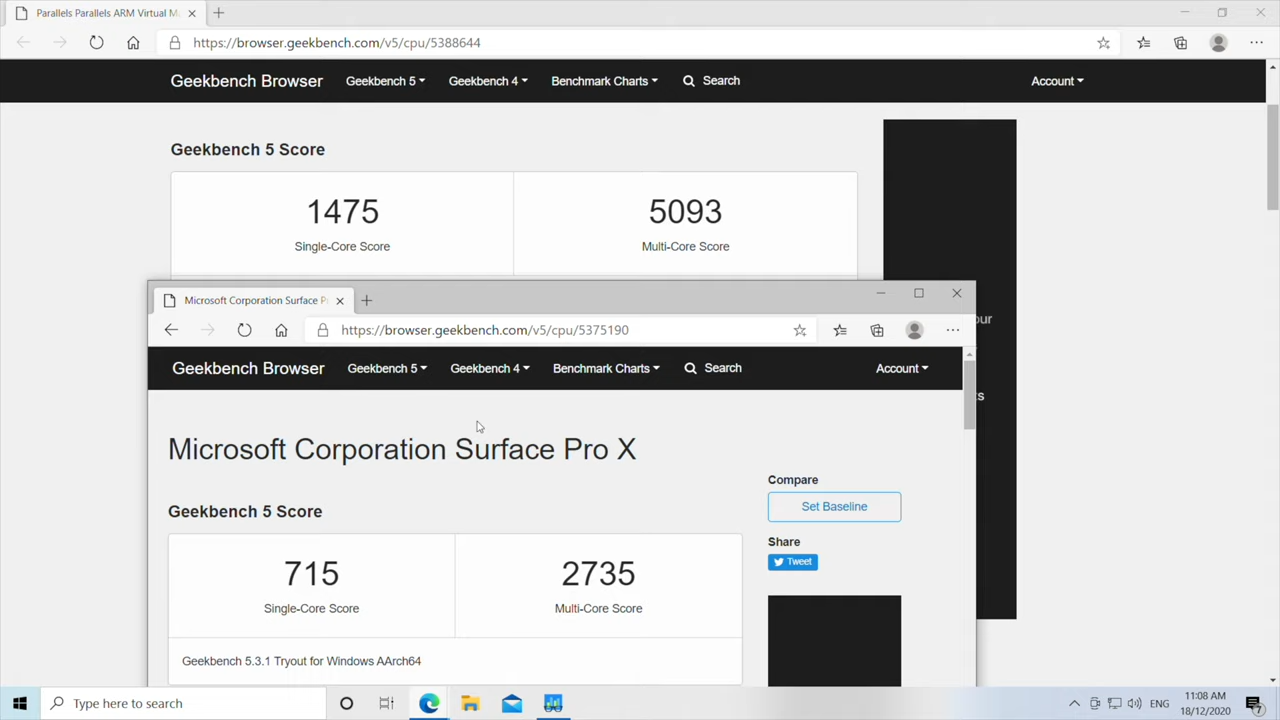 Parallels Parallels ARM Virtual M
https://browser.geekbench.com/v5/cpu/5388644
Geekbench Browser Geekbench 5 Geekbench 4 Benchmark Charts Search Account
Geekbench 5 Score
1475 5093
Single-Core Score Multi-Core Score
Microsoft Corporation Surface P
our
https://browser.geekbench.com/v5/cpu/5375190
Geekbench Browser Geekbench 5 Geekbench 4 Benchmark Charts Search Account
ts
Microsoft Corporation Surface Pro X
Compare
Set Baseline
Geekbench 5 Score
Share
Tweet
715 2735
Single-Core Score Multi-Core Score
Geekbench 5.3.1 Tryout for Windows AArch64
Type here to search
ENG
11:08 AM
18/12/2020
7